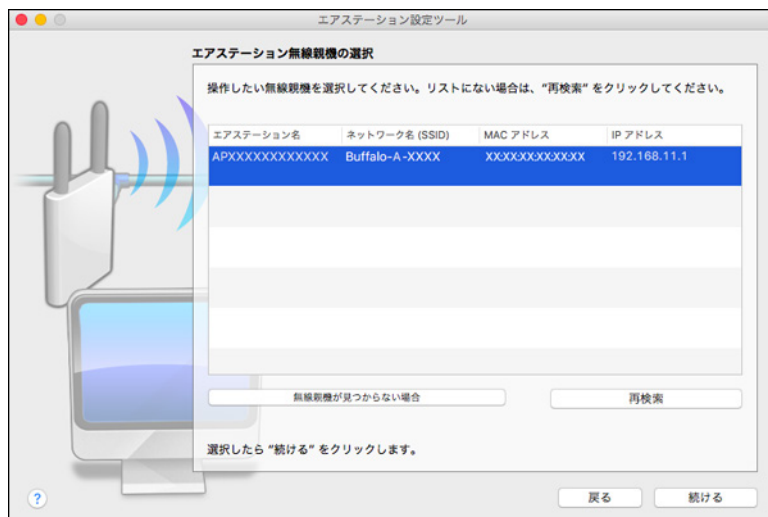 エアステーション設定ツール
エアステーション無線親機の選択
操作したい無線親機を選択してください。リストにない場合は、“再検索” をクリックしてください。
エアステーション名 ネットワーク名 (SSID) MAC アドレス IP アドレス
APXXXXXXXXXXXX Buffalo-A-XXXX XX:XX:XX:XX:XX:XX 192.168.11.1
無線親機が見つからない場合 再検索
選択したら “続ける” をクリックします。
? 戻る 続ける